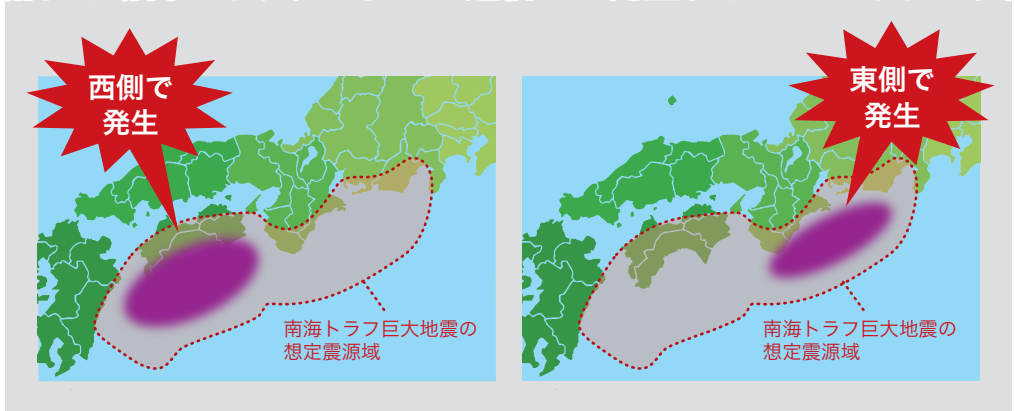 西側で
発生
南海トラフ巨大地震の
想定震源域
東側で
発生
南海トラフ巨大地震の
想定震源域